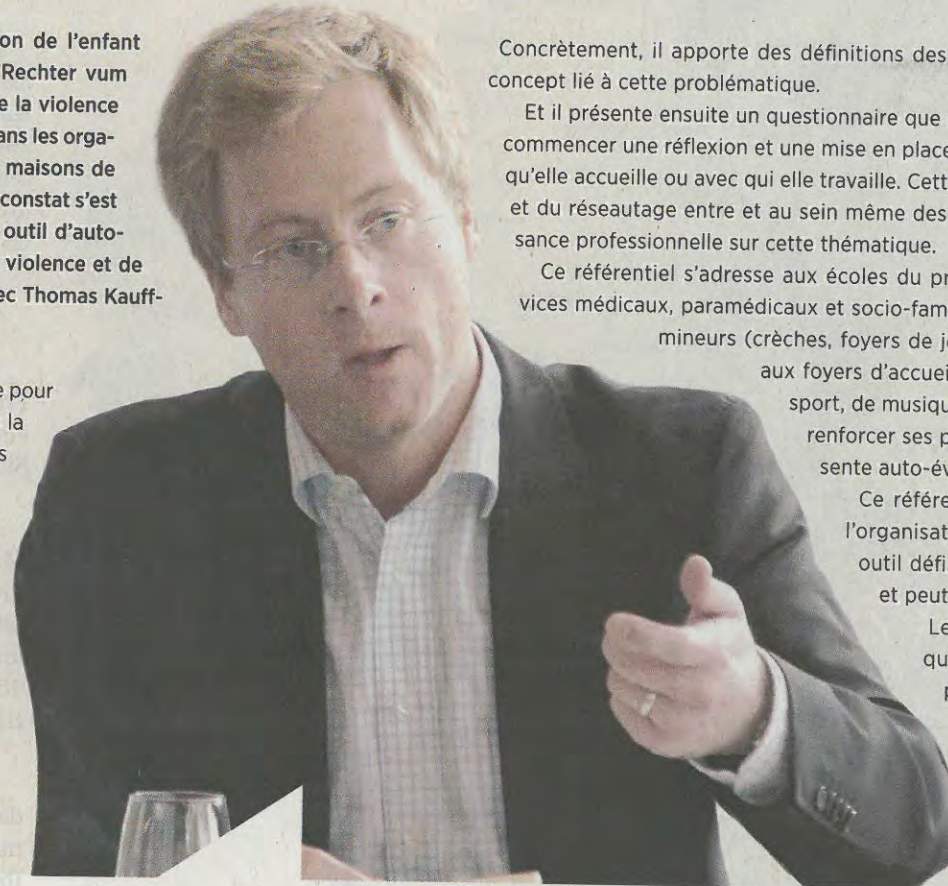 on de l'enfant
Rechter vum
e la violence
ans les orga-
maisons de
constat s'est
outil d'auto-
violence et de
ec Thomas Kauff-
e pour
la
s
Concrètement, il apporte des définitions des
concept lié à cette problématique.
Et il présente ensuite un questionnaire que
commencer une réflexion et une mise en place
qu'elle accueille ou avec qui elle travaille. Cett
et du réseautage entre et au sein même des
sance professionnelle sur cette thématique.
Ce référentiel s'adresse aux écoles du pr
vices médicaux, paramédicaux et socio-fam
mineurs (crèches, foyers de j
aux foyers d'accuei
sport, de musiqu
renforcer ses p
sente auto-év
Ce référe
l'organisat
outil défi
et peut
Le
qu